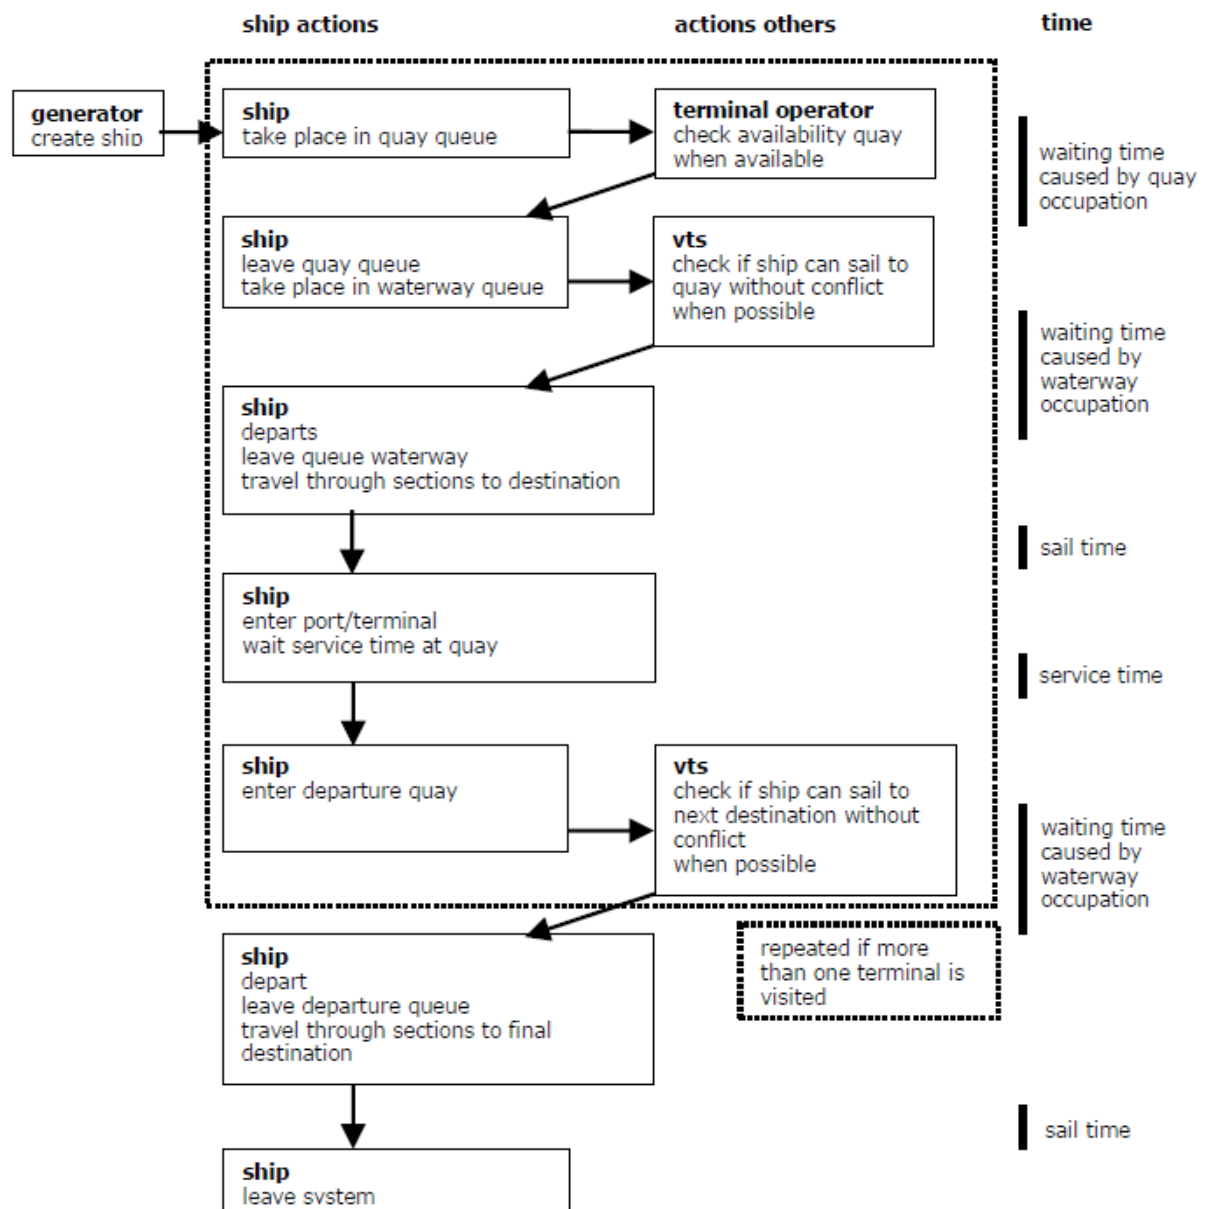 ship actions
actions others
time
generator
create ship
ship
take place in quay queue
terminal operator
check availability quay
when available
waiting time
caused by quay
occupation
ship
leave quay queue
take place in waterway queue
vts
check if ship can sail to
quay without conflict
when possible
waiting time
caused by
waterway
occupation
ship
departs
leave queue waterway
travel through sections to destination
sail time
ship
enter port/terminal
wait service time at quay
service time
ship
enter departure quay
vts
check if ship can sail to
next destination without
conflict
when possible
waiting time
caused by
waterway
occupation
repeated if more
than one terminal is
visited
ship
depart
leave departure queue
travel through sections to final
destination
sail time
ship
leave system